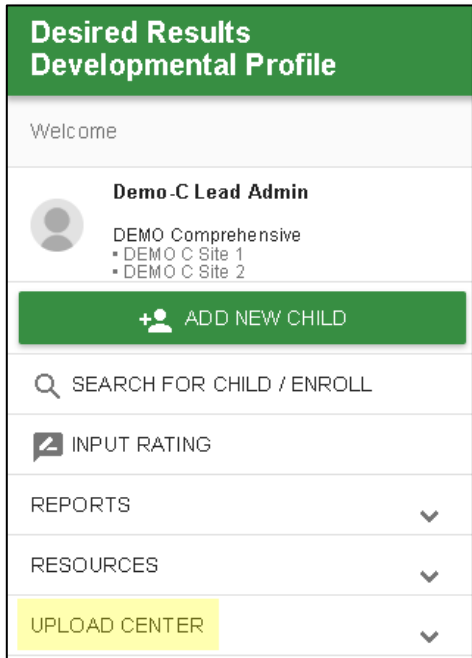 Desired Results
Developmental Profile
Welcome
Demo-C Lead Admin
DEMO Comprehensive
▪ DEMO C Site 1
▪ DEMO C Site 2
ADD NEW CHILD
SEARCH FOR CHILD / ENROLL
INPUT RATING
REPORTS
RESOURCES
UPLOAD CENTER